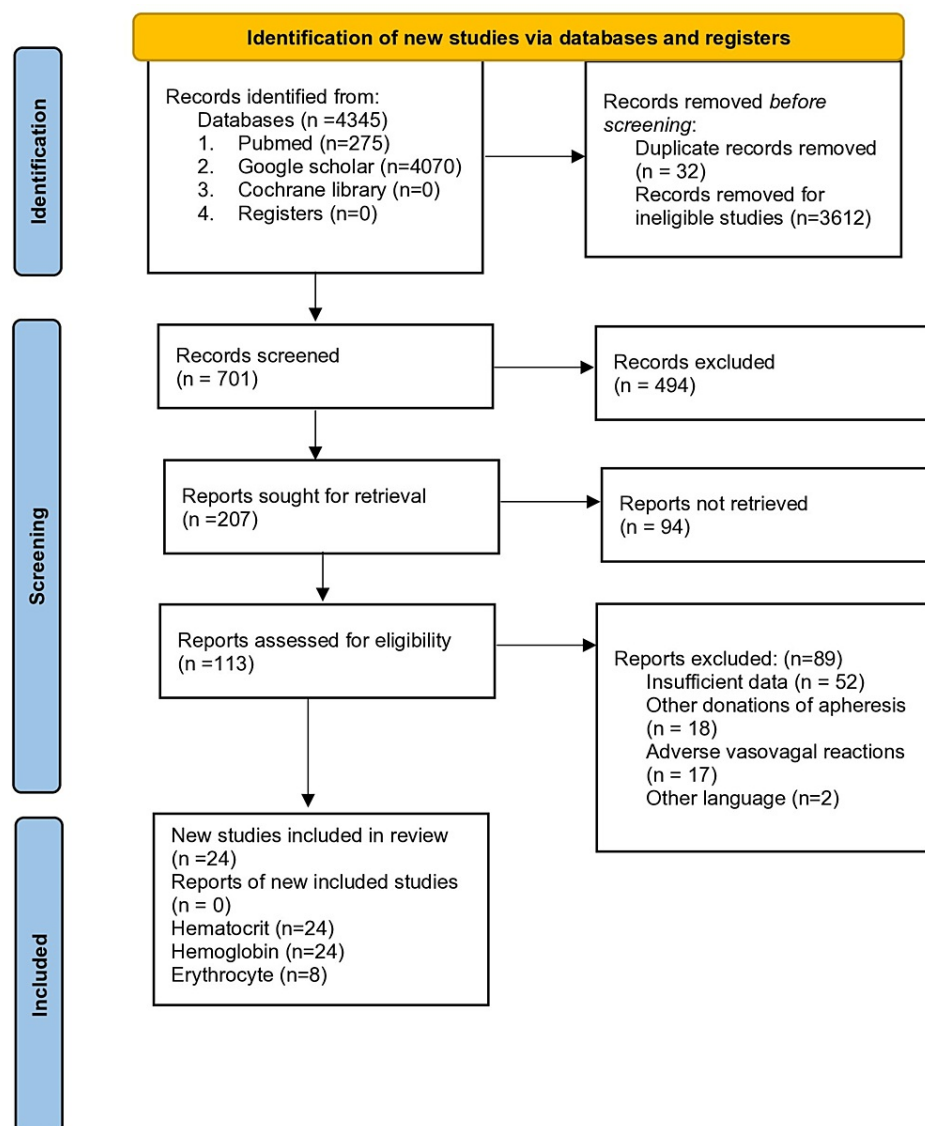 Identification of new studies via databases and registers
Identification
Records identified from:
Databases (n =4345)
1. Pubmed (n=275)
2. Google scholar (n=4070)
3. Cochrane library (n=0)
4. Registers (n=0)
Records removed before
screening:
Duplicate records removed
(n = 32)
Records removed for
ineligible studies (n=3612)
Screening
Records screened
(n = 701)
Records excluded
(n = 494)
Reports sought for retrieval
(n =207)
Reports not retrieved
(n = 94)
Reports assessed for eligibility
(n =113)
Reports excluded: (n=89)
Insufficient data (n = 52)
Other donations of apheresis
(n = 18)
Adverse vasovagal reactions
(n = 17)
Other language (n=2)
Included
New studies included in review
(n =24)
Reports of new included studies
(n = 0)
Hematocrit (n=24)
Hemoglobin (n=24)
Erythrocyte (n=8)